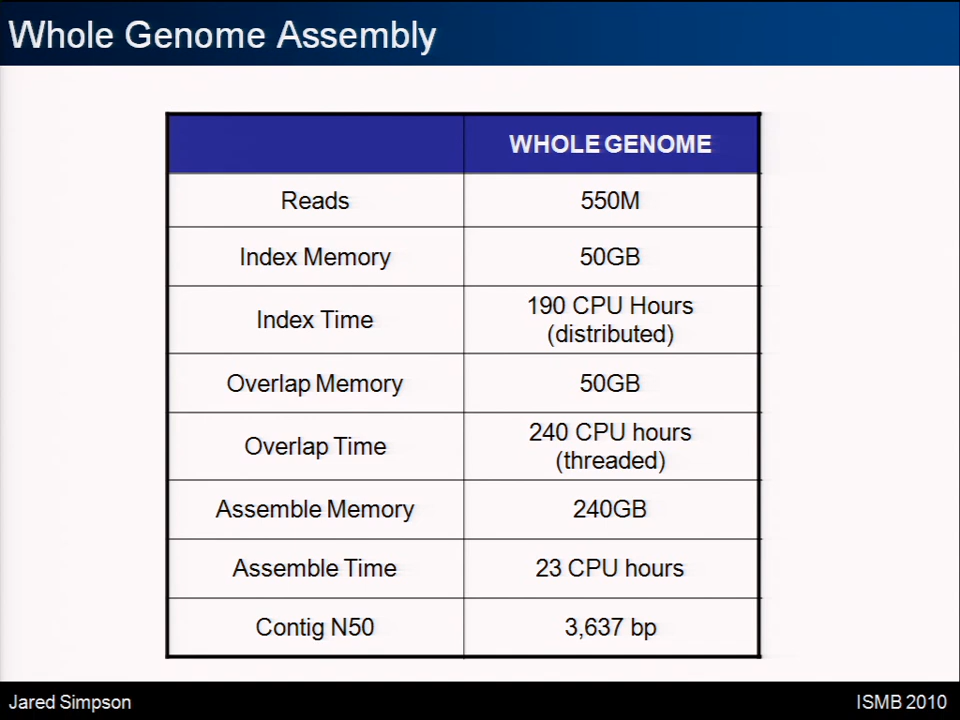 Whole Genome Assembly
WHOLE GENOME
Reads 550M
Index Memory 50GB
Index Time 190 CPU Hours
(distributed)
Overlap Memory 50GB
Overlap Time 240 CPU hours
(threaded)
Assemble Memory 240GB
Assemble Time 23 CPU hours
Contig N50 3,637 bp
Jared Simpson ISMB 2010